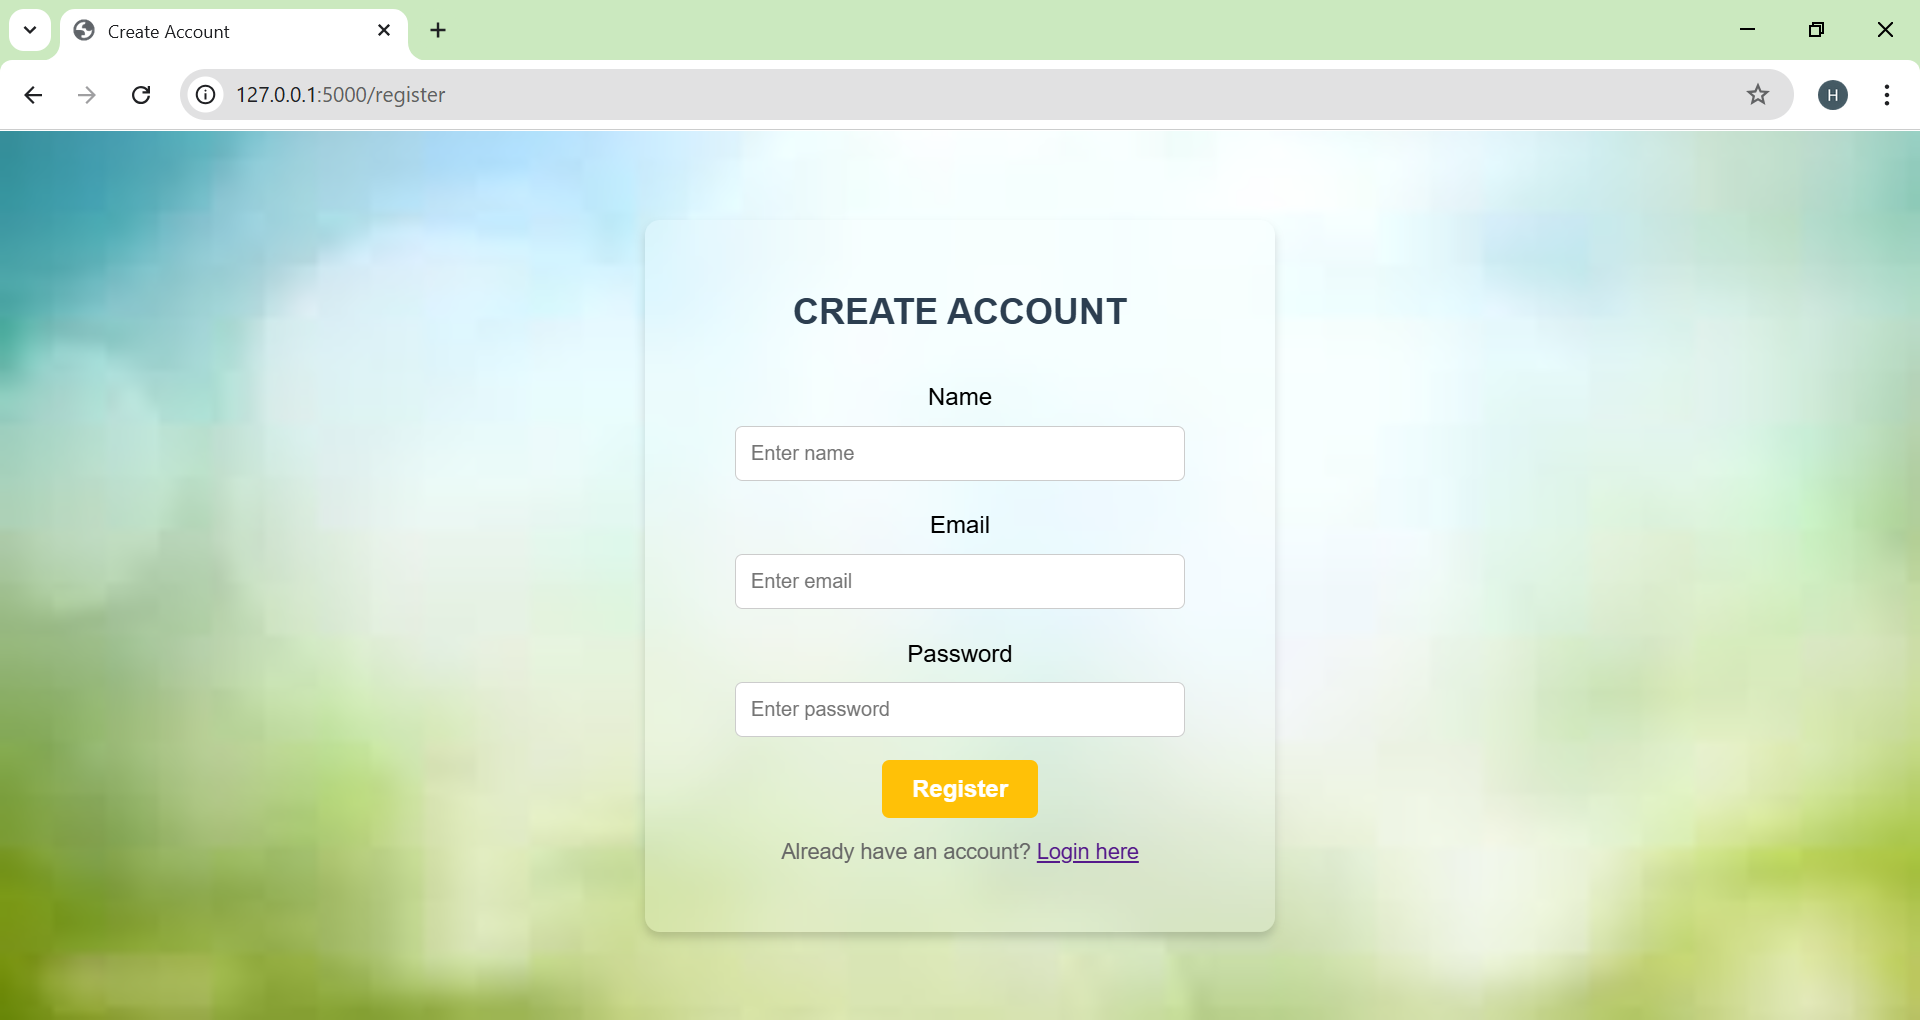 Create Account
127.0.0.1:5000/register
H
CREATE ACCOUNT
Name
Enter name
Email
Enter email
Password
Enter password
Register
Already have an account? Login here